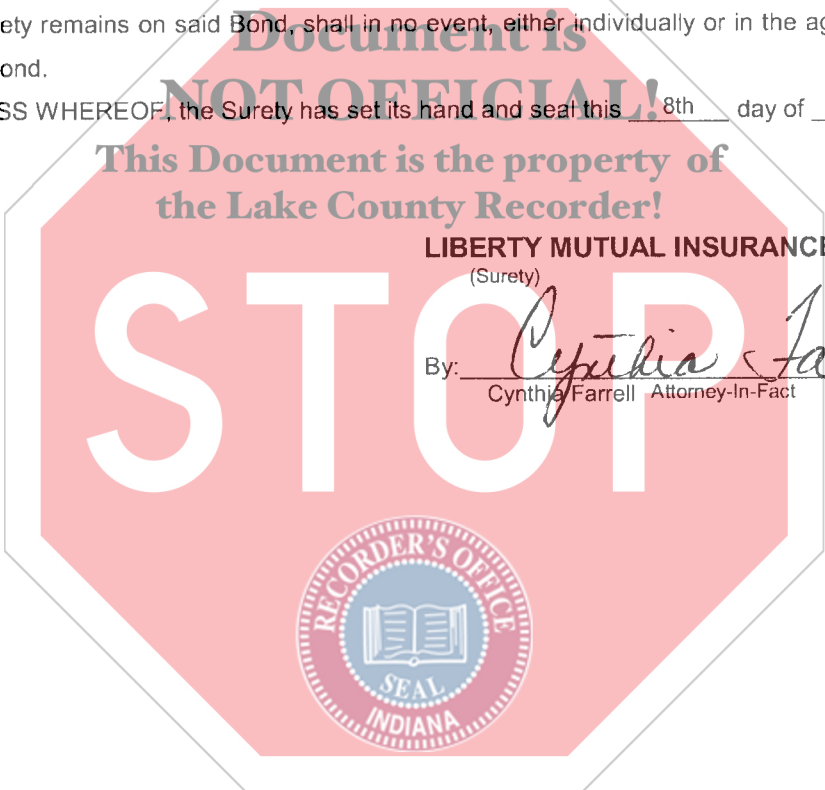 ety remains on said Bond, shall in no event, either individually or in the ag
Document is
ond.
NOT OFFICIAL!
SS WHEREOF, the Surety has set its hand and seal this 8th day of
This Document is the property of
the Lake County Recorder!
LIBERTY MUTUAL INSURANCE
(Surety)
STOP
By: Cynthia Fa
Cynthia Farrell Attorney-In-Fact
RECORDER'S OFFICE
SEAL
INDIANA